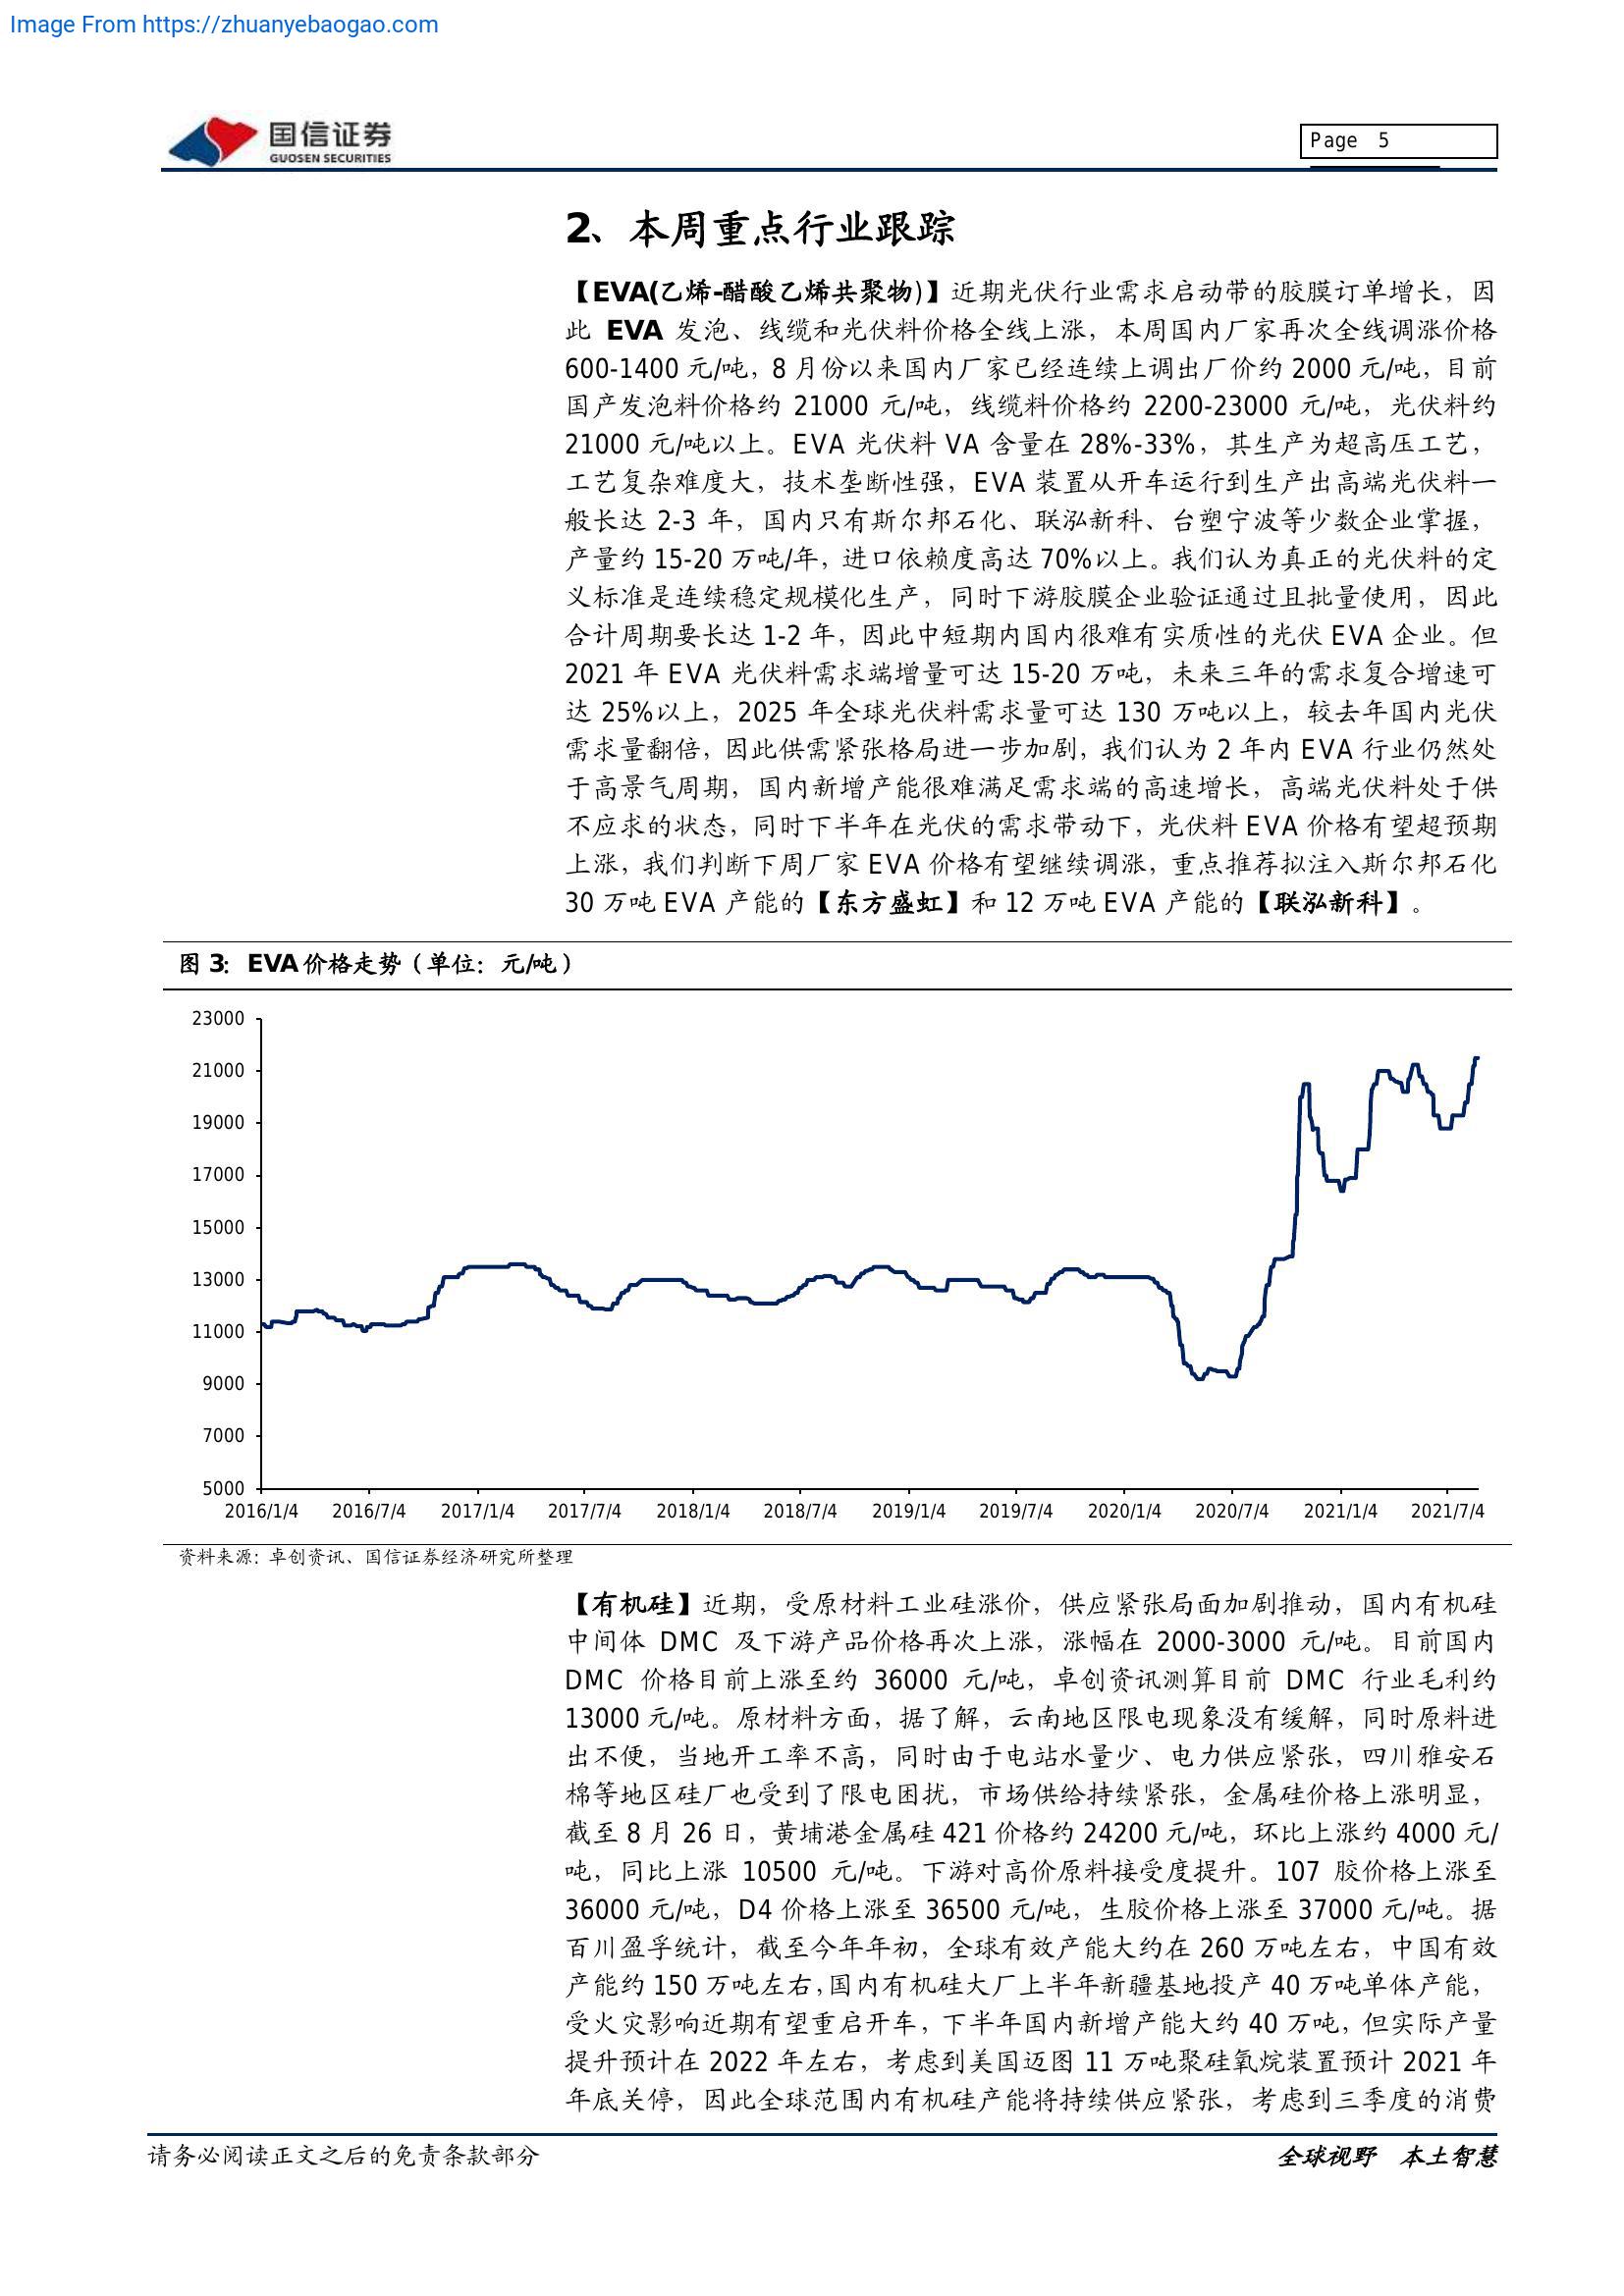 Image From https://zhuanyebaogao.com
国信证券
GUOSEN SECURITIES
Page 5
2、本周重点行业跟踪
【EVA(乙烯-醋酸乙烯共聚物)】近期光伏行业需求启动带的胶膜订单增长，因
此 EVA 发泡、线缆和光伏料价格全线上涨，本周国内厂家再次全线调涨价格
600-1400 元/吨，8 月份以来国内厂家已经连续上调出厂价约 2000 元/吨，目前
国产发泡料价格约 21000 元/吨，线缆料价格约 2200-23000 元/吨，光伏料约
21000 元/吨以上。EVA 光伏料 VA 含量在 28%-33%，其生产为超高压工艺，
工艺复杂难度大，技术垄断性强，EVA 装置从开车运行到生产出高端光伏料一
般长达 2-3 年，国内只有斯尔邦石化、联泓新科、台塑宁波等少数企业掌握，
产量约 15-20 万吨/年，进口依赖度高达 70%以上。我们认为真正的光伏料的定
义标准是连续稳定规模化生产，同时下游胶膜企业验证通过且批量使用，因此
合计周期要长达 1-2 年，因此中短期内国内很难有实质性的光伏 EVA 企业。但
2021 年 EVA 光伏料需求端增量可达 15-20 万吨，未来三年的需求复合增速可
达 25%以上，2025 年全球光伏料需求量可达 130 万吨以上，较去年国内光伏
需求量翻倍，因此供需紧张格局进一步加剧，我们认为 2 年内 EVA 行业仍然处
于高景气周期，国内新增产能很难满足需求端的高速增长，高端光伏料处于供
不应求的状态，同时下半年在光伏的需求带动下，光伏料 EVA 价格有望超预期
上涨，我们判断下周厂家 EVA 价格有望继续调涨，重点推荐拟注入斯尔邦石化
30 万吨 EVA 产能的【东方盛虹】和 12 万吨 EVA 产能的【联泓新科】。
图 3：EVA 价格走势（单位：元/吨）
23000
21000
19000
17000
15000
13000
11000
9000
7000
5000
2016/1/4 2016/7/4 2017/1/4 2017/7/4 2018/1/4 2018/7/4 2019/1/4 2019/7/4 2020/1/4 2020/7/4 2021/1/4 2021/7/4
资料来源：卓创资讯、国信证券经济研究所整理
【有机硅】近期，受原材料工业硅涨价，供应紧张局面加剧推动，国内有机硅
中间体 DMC 及下游产品价格再次上涨，涨幅在 2000-3000 元/吨。目前国内
DMC 价格目前上涨至约 36000 元/吨，卓创资讯测算目前 DMC 行业毛利约
13000 元/吨。原材料方面，据了解，云南地区限电现象没有缓解，同时原料进
出不便，当地开工率不高，同时由于电站水量少、电力供应紧张，四川雅安石
棉等地区硅厂也受到了限电困扰，市场供给持续紧张，金属硅价格上涨明显，
截至 8 月 26 日，黄埔港金属硅 421 价格约 24200 元/吨，环比上涨约 4000 元/
吨，同比上涨 10500 元/吨。下游对高价原料接受度提升。107 胶价格上涨至
36000 元/吨，D4 价格上涨至 36500 元/吨，生胶价格上涨至 37000 元/吨。据
百川盈孚统计，截至今年年初，全球有效产能大约在 260 万吨左右，中国有效
产能约 150 万吨左右，国内有机硅大厂上半年新疆基地投产 40 万吨单体产能，
受火灾影响近期有望重启开车，下半年国内新增产能大约 40 万吨，但实际产量
提升预计在 2022 年左右，考虑到美国迈图 11 万吨聚硅氧烷装置预计 2021 年
年底关停，因此全球范围内有机硅产能将持续供应紧张，考虑到三季度的消费
请务必阅读正文之后的免责条款部分
全球视野 本土智慧